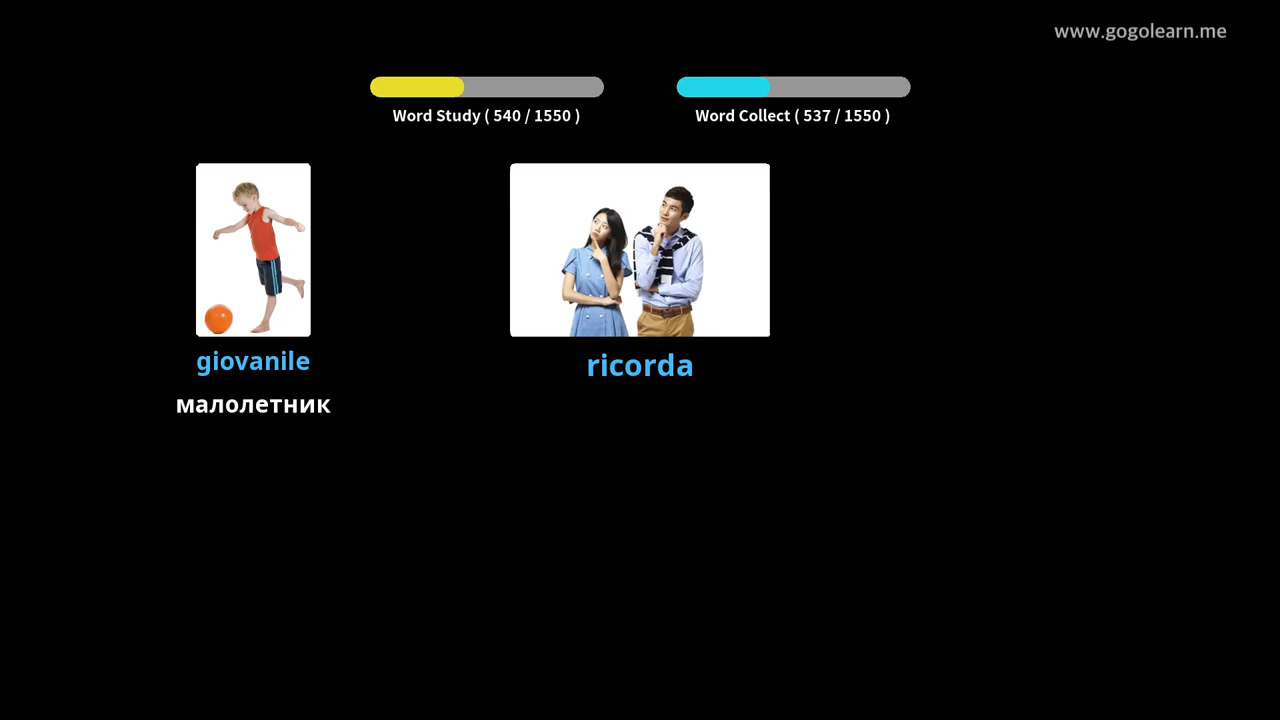 www.gogolearn.me
Word Study ( 540 / 1550 )
Word Collect ( 537 / 1550 )
giovanile
малолетник
ricorda